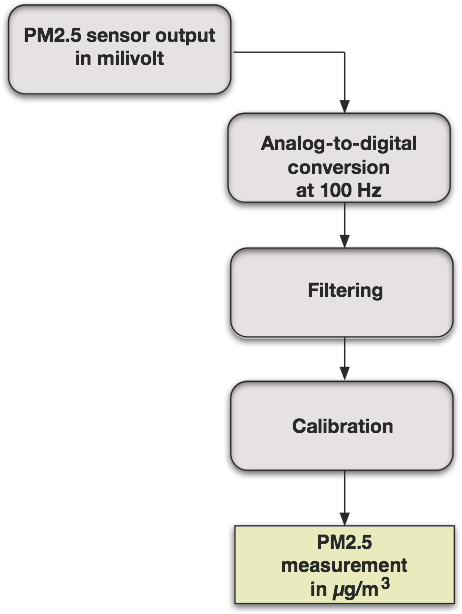 PM2.5 sensor output
in milivolt
Analog-to-digital
conversion
at 100 Hz
Filtering
Calibration
PM2.5
measurement
in µg/m³